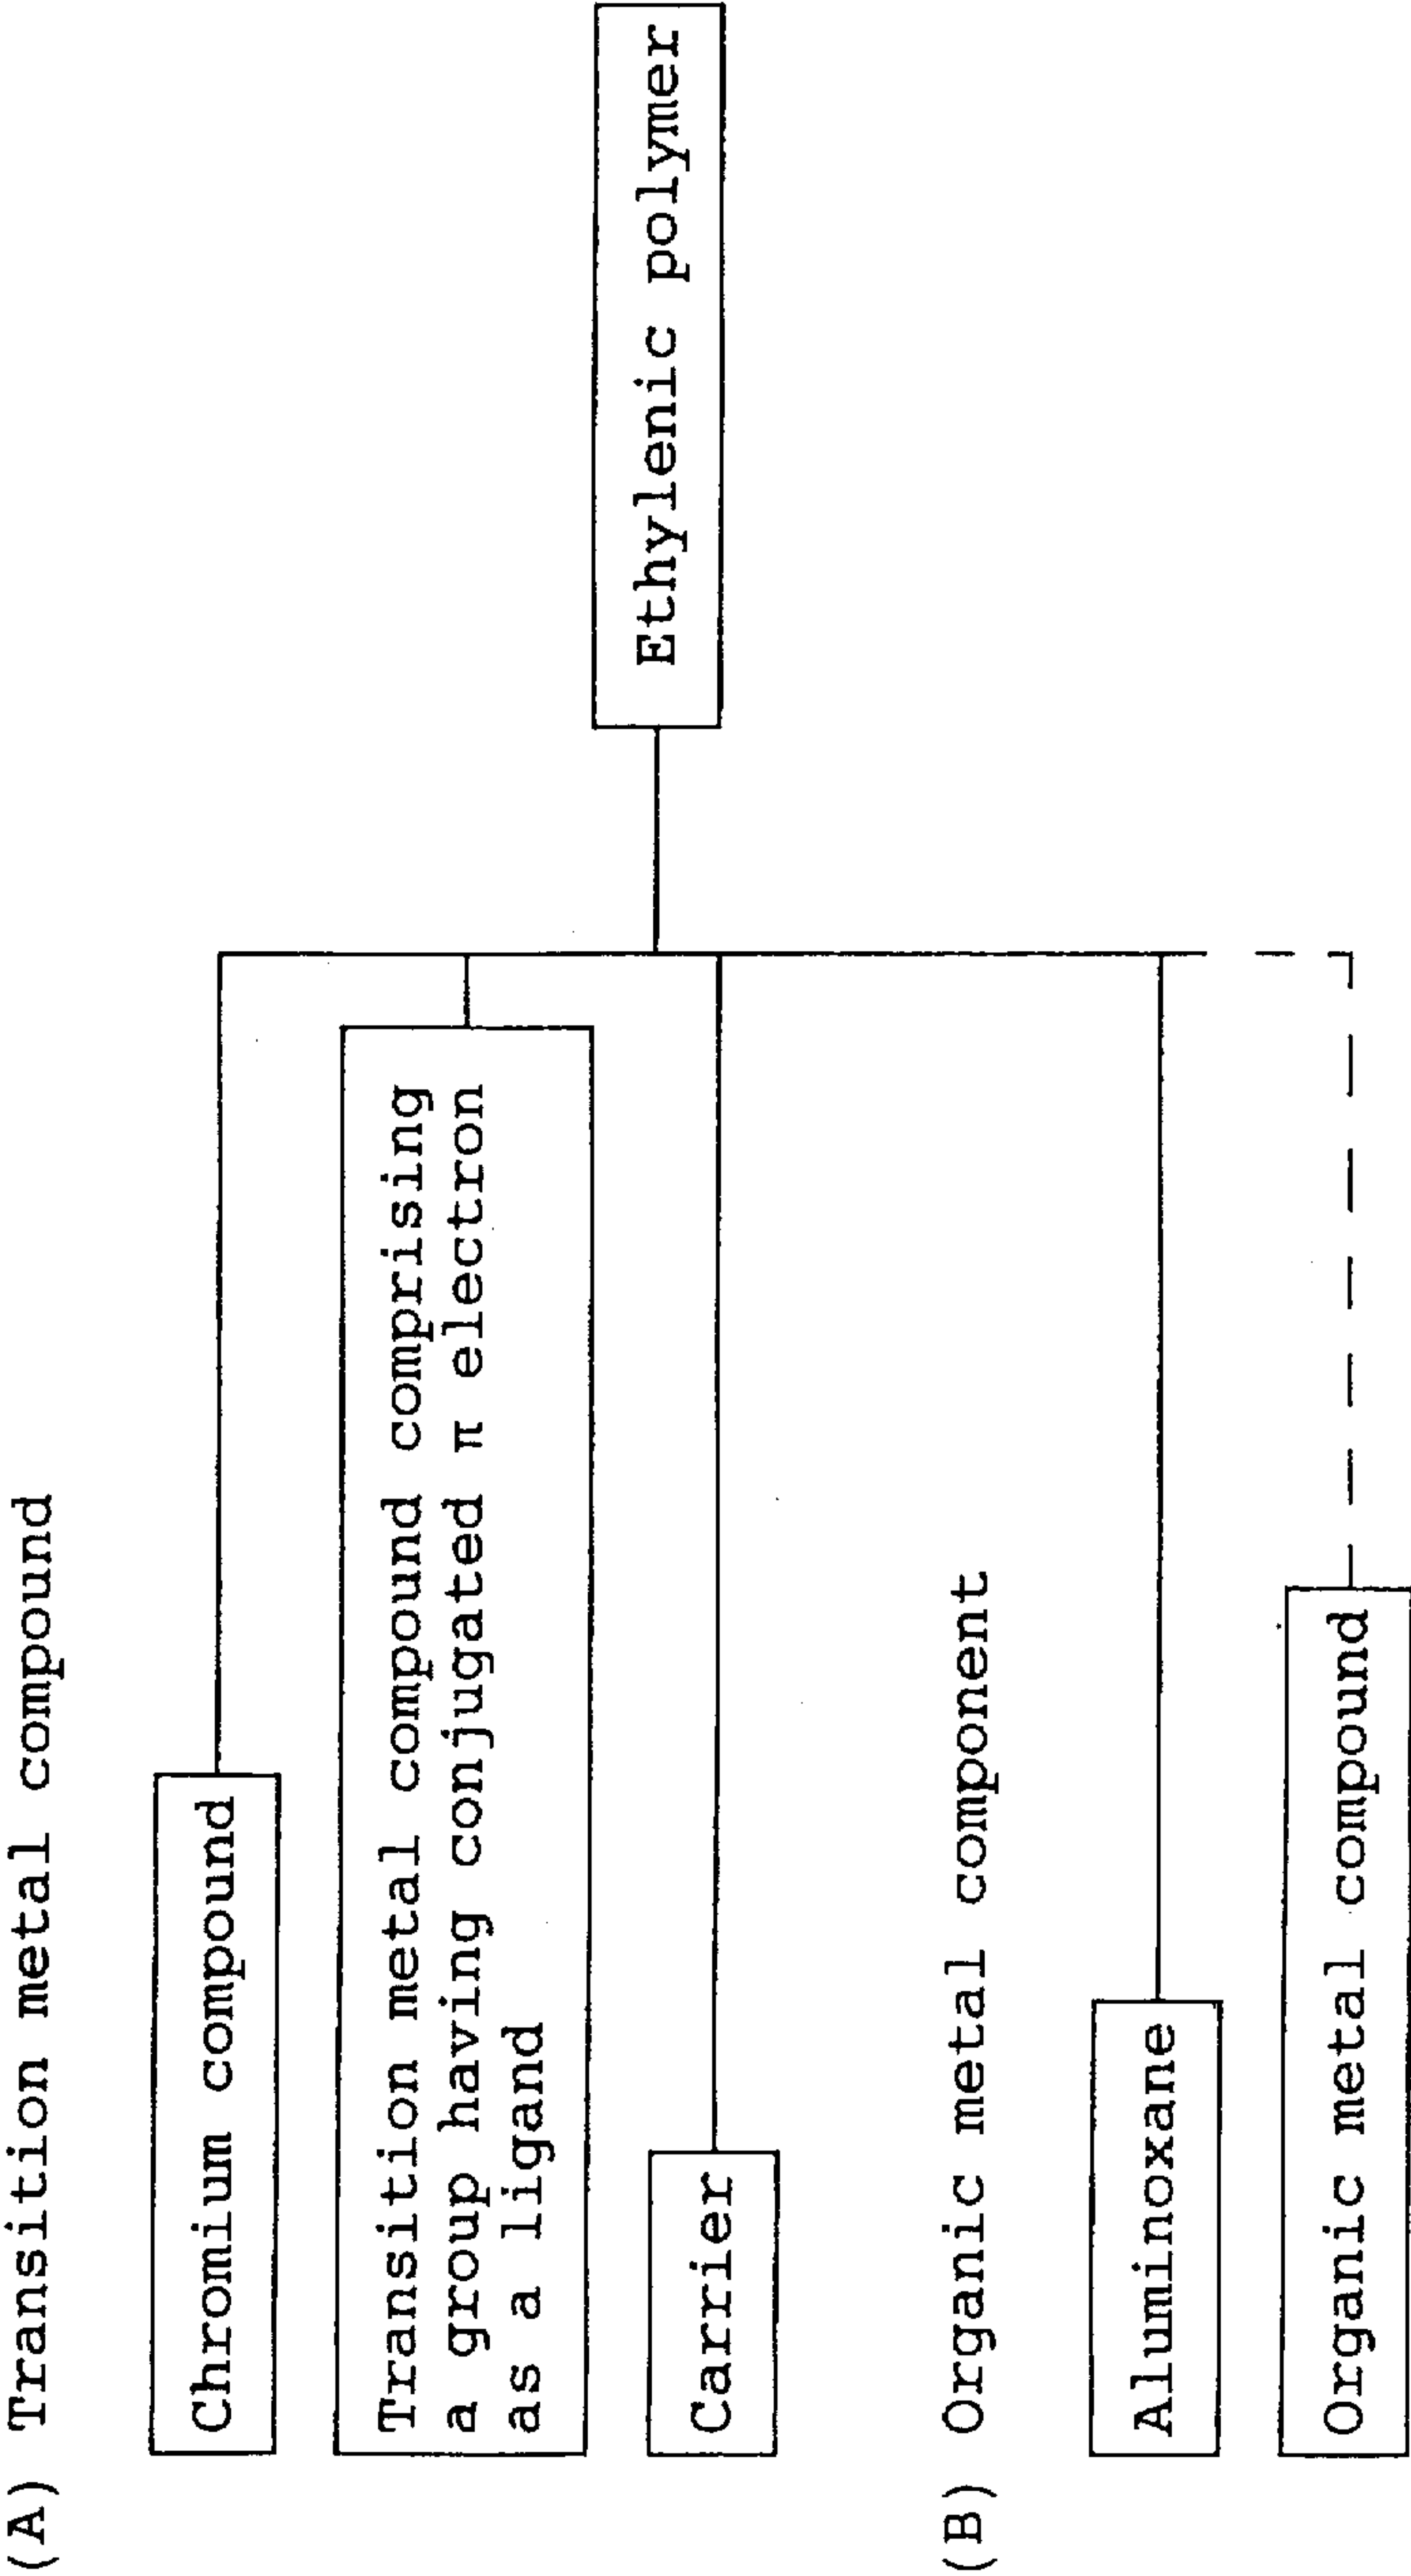 (A) Transition metal compound
Chromium compound
Transition metal compound comprising
a group having conjugated π electron
as a ligand
Carrier
Ethylenic polymer
(B) Organic metal component
Aluminoxane
Organic metal compound